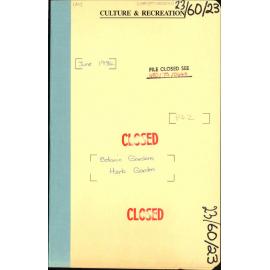 CULTURE & RECREATION
23/60/23
June 1996
FILE CLOSED SEE
CLOSED
Botanic Gardens
Herb Garden
CLOSED
23/60/23